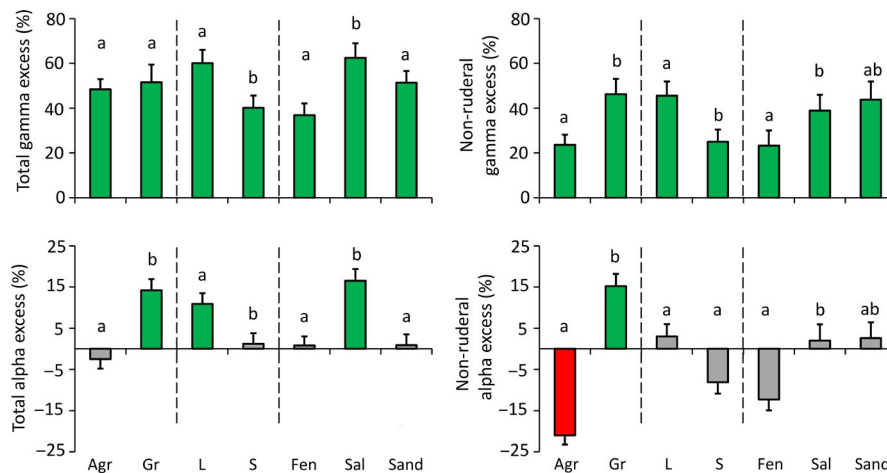 Total gamma excess (%)
80
60
40
20
0
a
a
a
b
a
b
a
Non-ruderal
gamma excess (%)
80
60
40
20
0
a
b
a
b
a
b
ab
Total alpha excess (%)
25
15
5
−5
−15
−25
a
b
a
b
a
b
a
Agr
Gr
L
S
Fen
Sal
Sand
Non-ruderal
alpha excess (%)
25
15
5
−5
−15
−25
a
b
a
a
a
b
ab
Agr
Gr
L
S
Fen
Sal
Sand